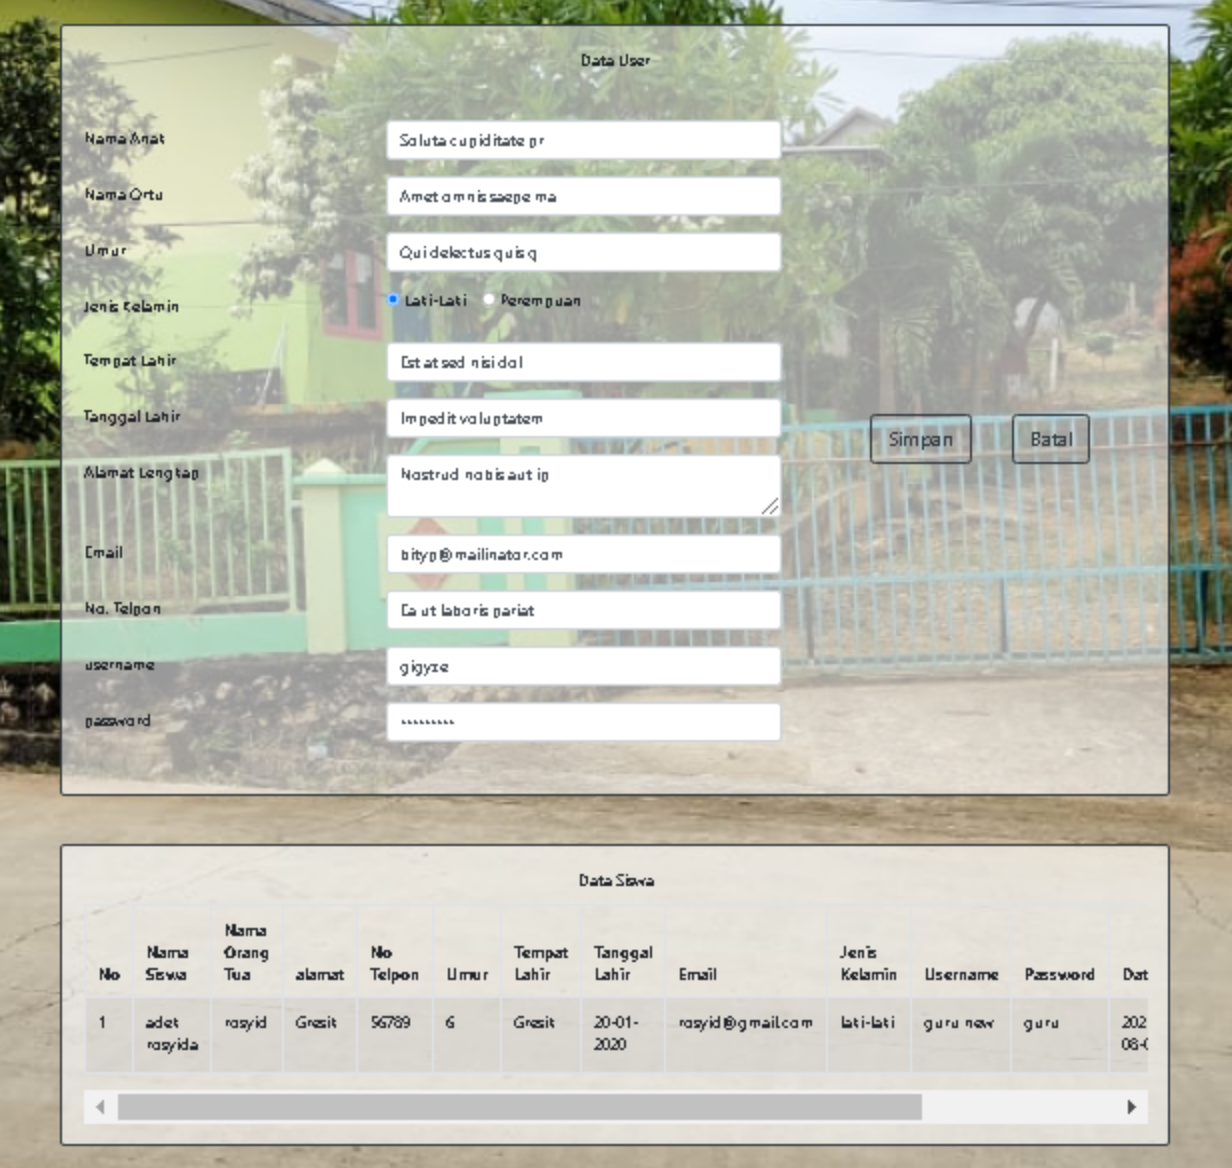 Data User
Nama Anak
Soluta cupiditate pr
Nama Ortu
Amet omnis saepe ma
Umur
Qui delectus quis q
Jenis Kelamin
Laki-Laki Perempuan
Tempat Lahir
Est at sed nisi dol
Tanggal Lahir
Impedit voluptatem
Simpan Batal
Alamat Lengkap
Nostrud nobis aut ip
Email
bityp@mailinator.com
No. Telpon
Ea ut laboris pariat
username
gigyze
password
*********
Data Siswa
No Nama Siswa Nama Orang Tua alamat No Telpon Umur Tempat Lahir Tanggal Lahir Email Jenis Kelamin Username Password Dat
1 adek rosyida rosyid Gresik 56789 6 Gresik 20-01-2020 rosyid@gmail.com laki-laki guru new guru 202 08-0